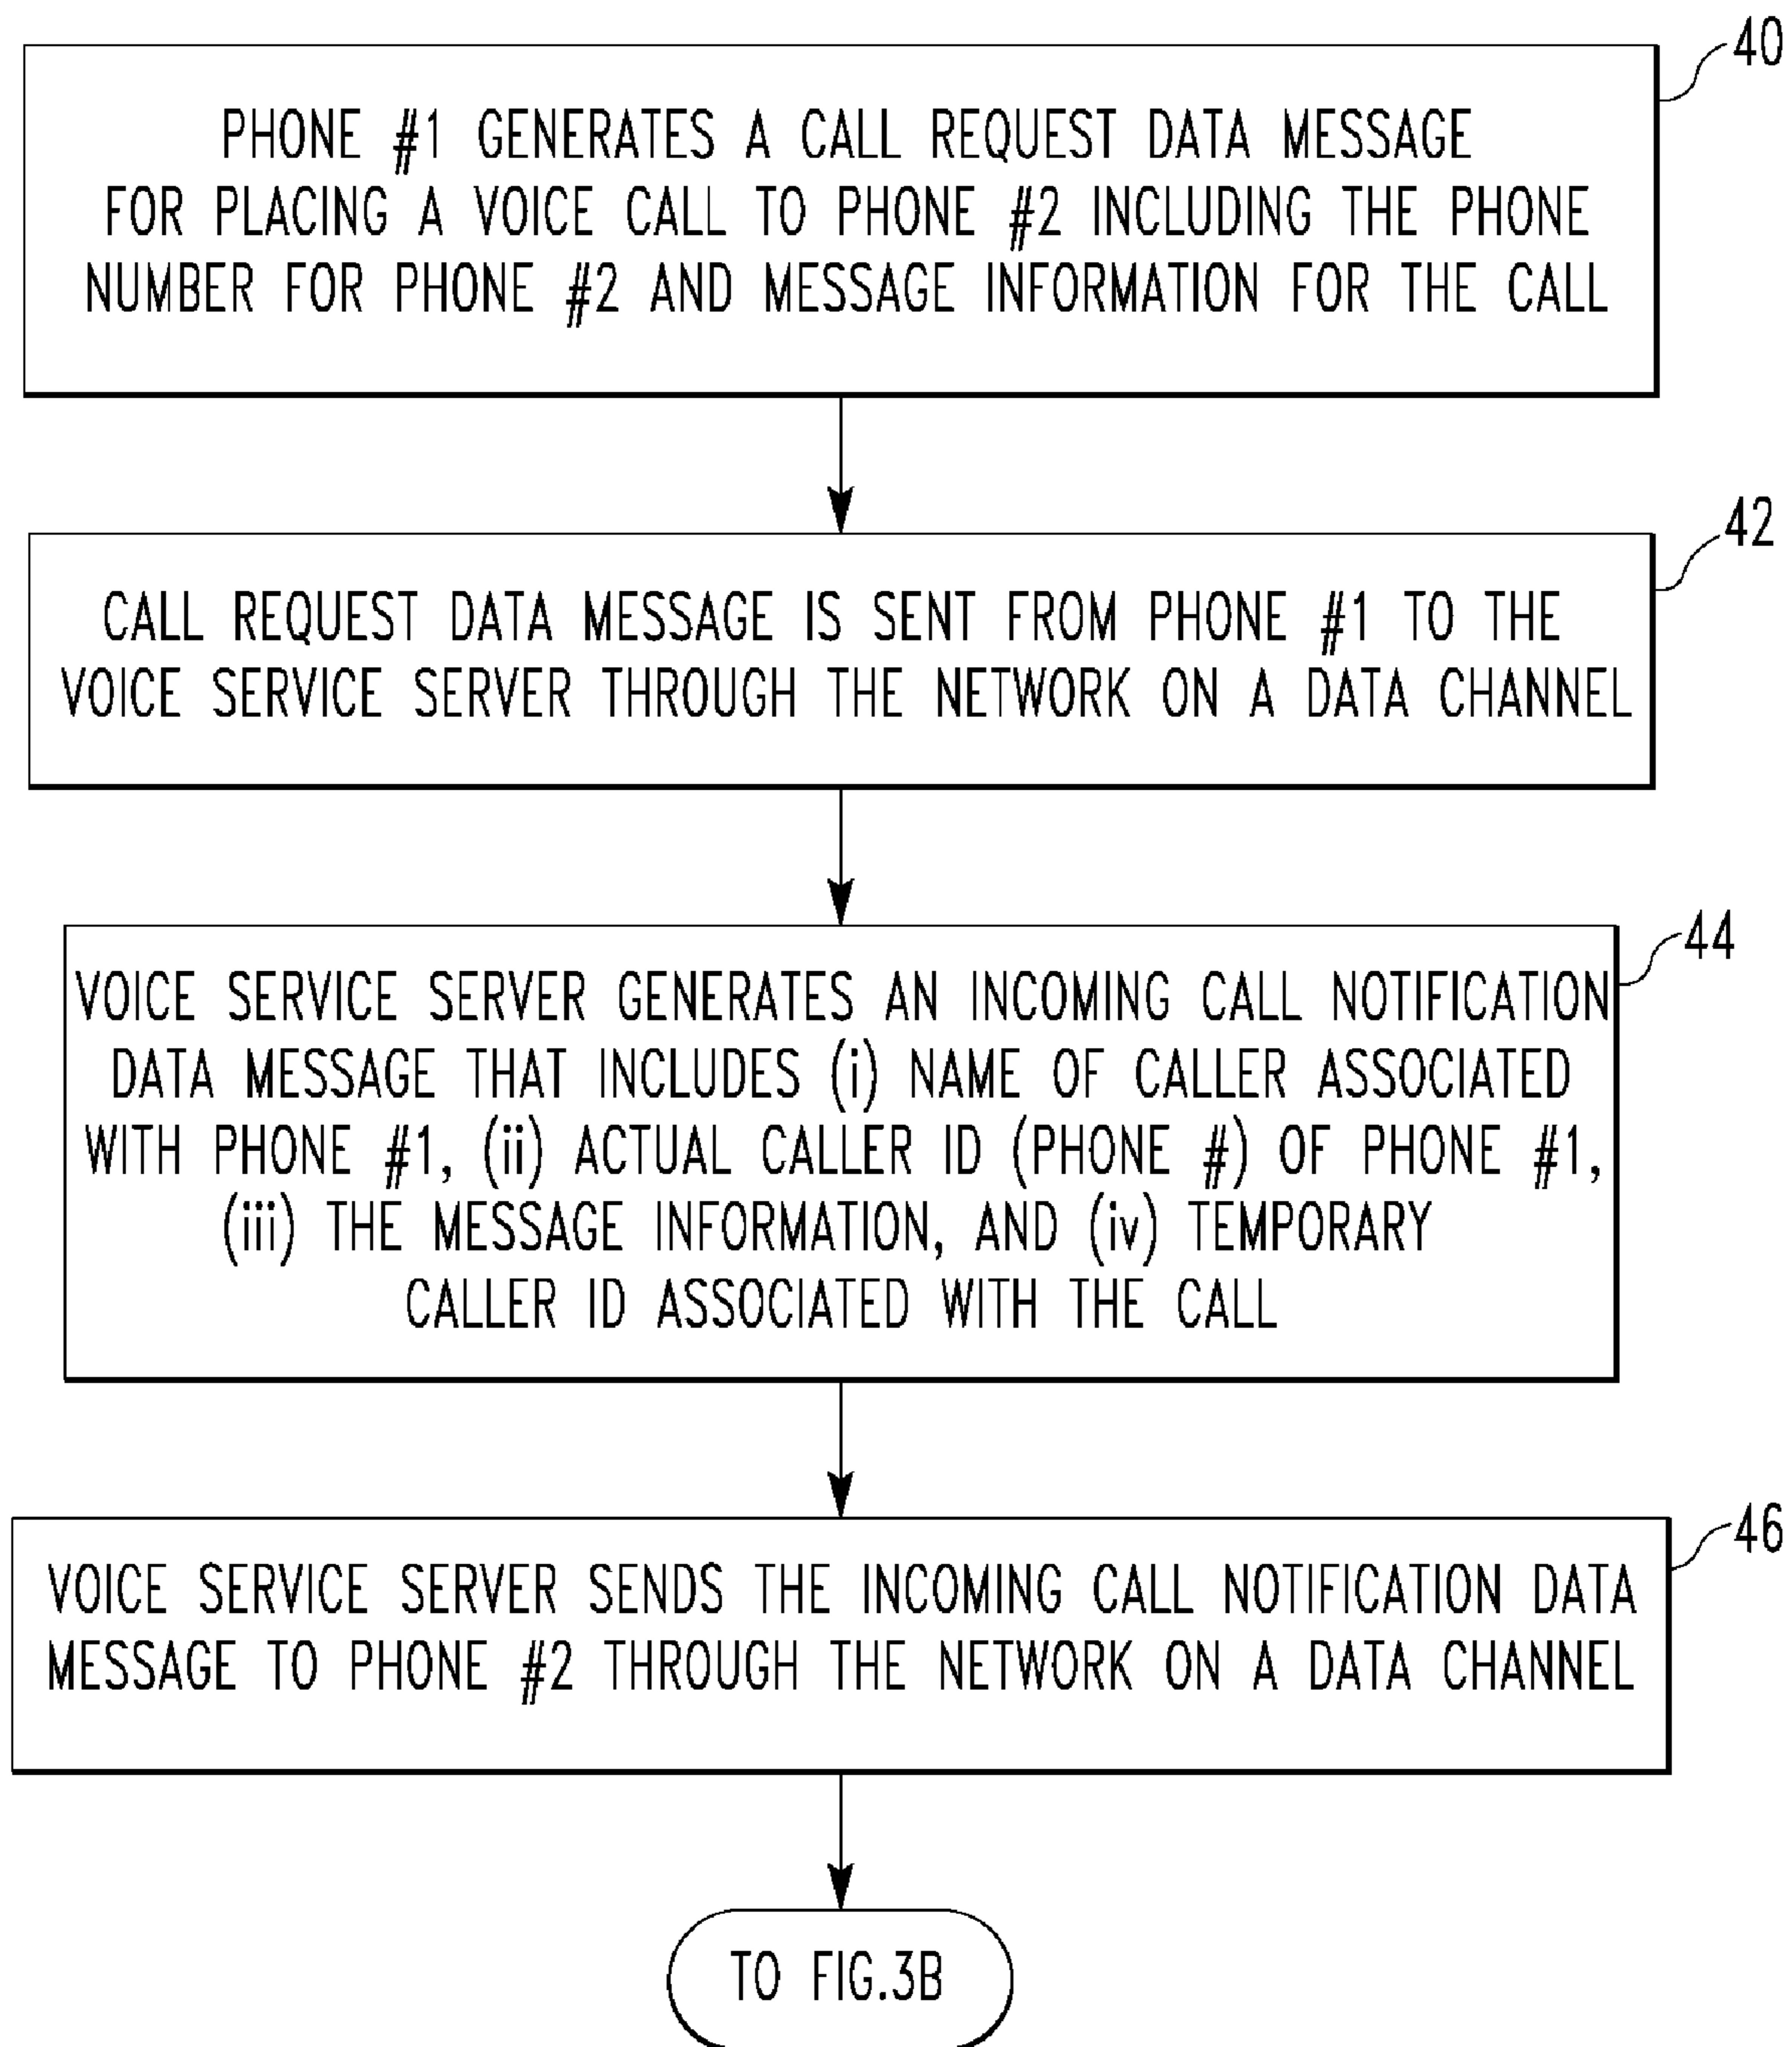 40
PHONE #1 GENERATES A CALL REQUEST DATA MESSAGE
FOR PLACING A VOICE CALL TO PHONE #2 INCLUDING THE PHONE
NUMBER FOR PHONE #2 AND MESSAGE INFORMATION FOR THE CALL
42
CALL REQUEST DATA MESSAGE IS SENT FROM PHONE #1 TO THE
VOICE SERVICE SERVER THROUGH THE NETWORK ON A DATA CHANNEL
44
VOICE SERVICE SERVER GENERATES AN INCOMING CALL NOTIFICATION
DATA MESSAGE THAT INCLUDES (i) NAME OF CALLER ASSOCIATED
WITH PHONE #1, (ii) ACTUAL CALLER ID (PHONE #) OF PHONE #1,
(iii) THE MESSAGE INFORMATION, AND (iv) TEMPORARY
CALLER ID ASSOCIATED WITH THE CALL
46
VOICE SERVICE SERVER SENDS THE INCOMING CALL NOTIFICATION DATA
MESSAGE TO PHONE #2 THROUGH THE NETWORK ON A DATA CHANNEL
TO FIG.3B